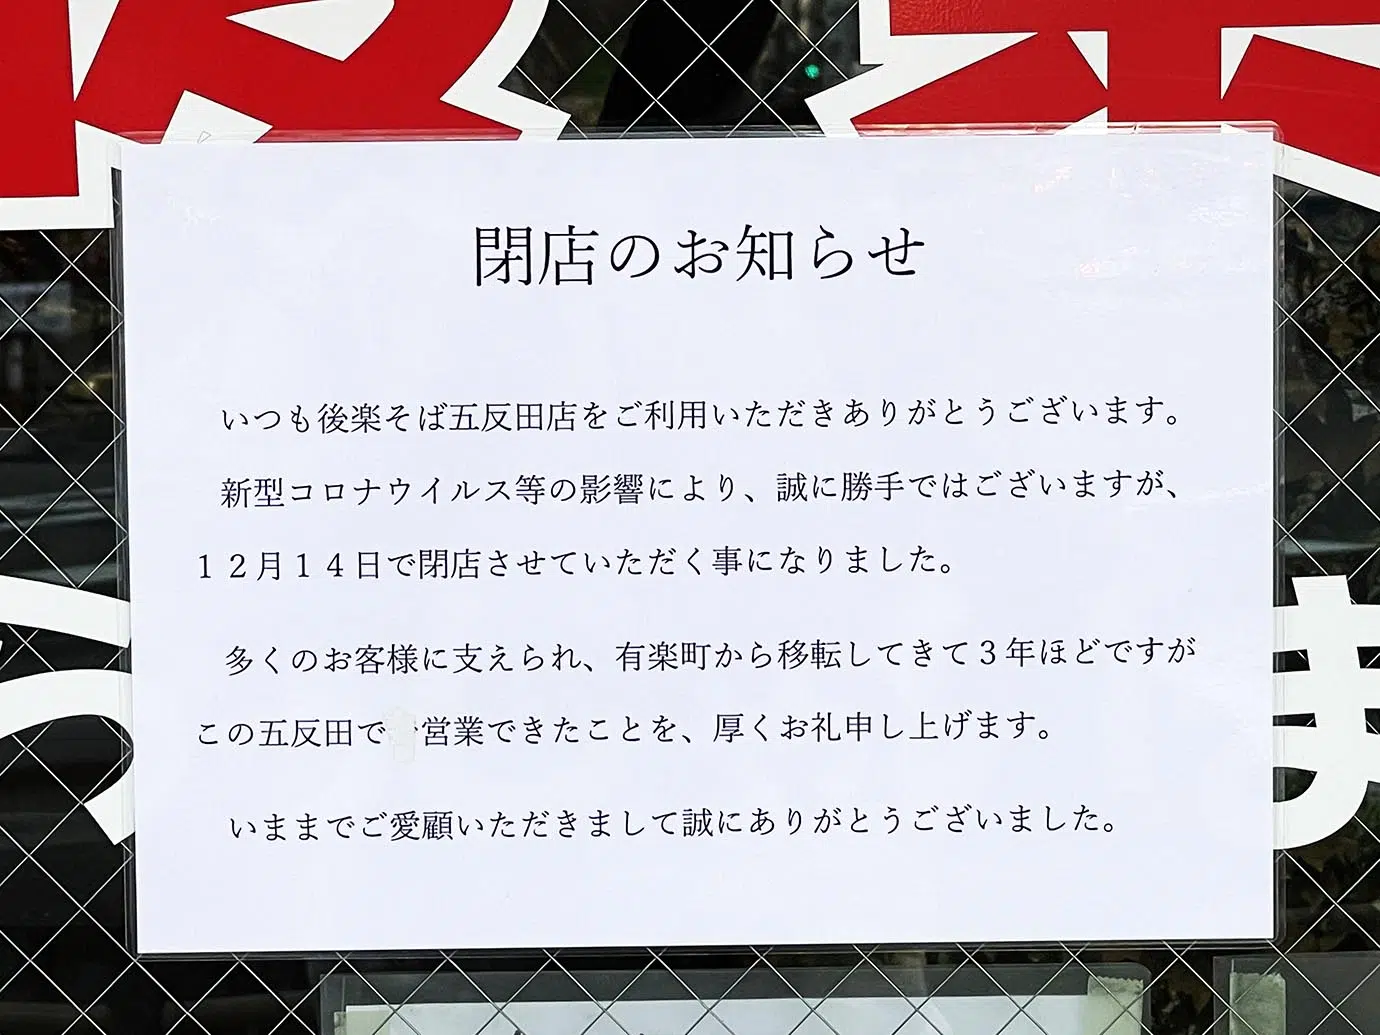 閉店のお知らせ
いつも後楽そば五反田店をご利用いただきありがとうございます。
新型コロナウイルス等の影響により、誠に勝手ではございますが、
１２月１４日で閉店させていただく事になりました。
多くのお客様に支えられ、有楽町から移転してきて３年ほどですが
この五反田で営業できたことを、厚くお礼申し上げます。
いままでご愛顧いただきまして誠にありがとうございました。